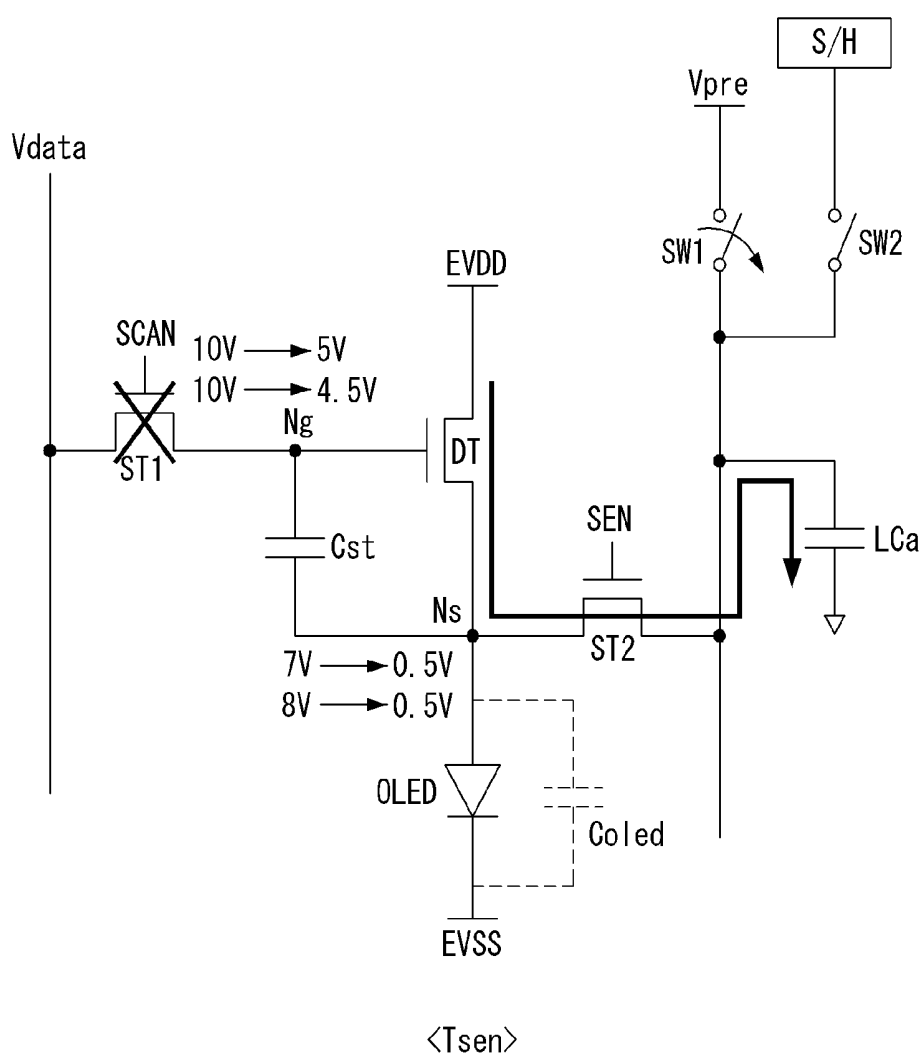 S/H
Vpre
Vdata
SW1
SW2
EVDD
SCAN
10V → 5V
10V → 4.5V
Ng
DT
ST1
SEN
Cst
LCa
Ns
ST2
7V → 0.5V
8V → 0.5V
OLED
Coled
EVSS
<Tsen>